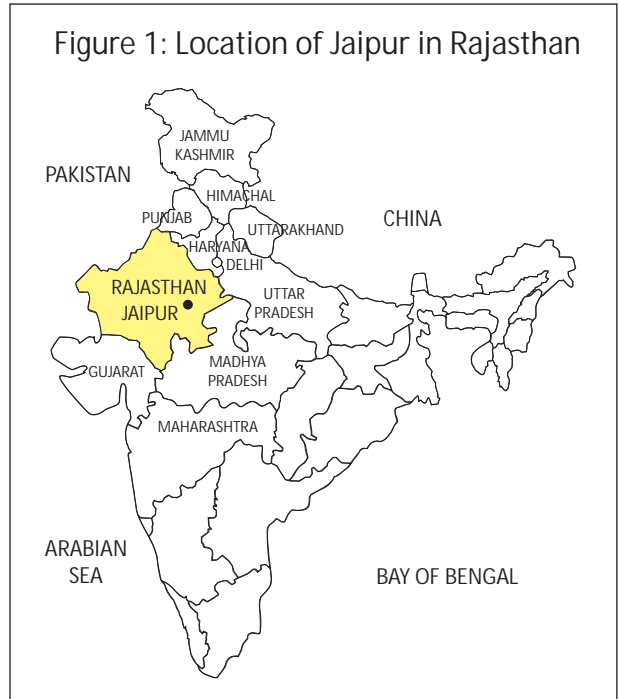 Figure 1: Location of Jaipur in Rajasthan
JAMMU
KASHMIR
PAKISTAN
HIMACHAL
PUNJAB
UTTARAKHAND
CHINA
HARYANA
DELHI
RAJASTHAN
JAIPUR
UTTAR
PRADESH
GUJARAT
MADHYA
PRADESH
MAHARASHTRA
ARABIAN
SEA
BAY OF BENGAL